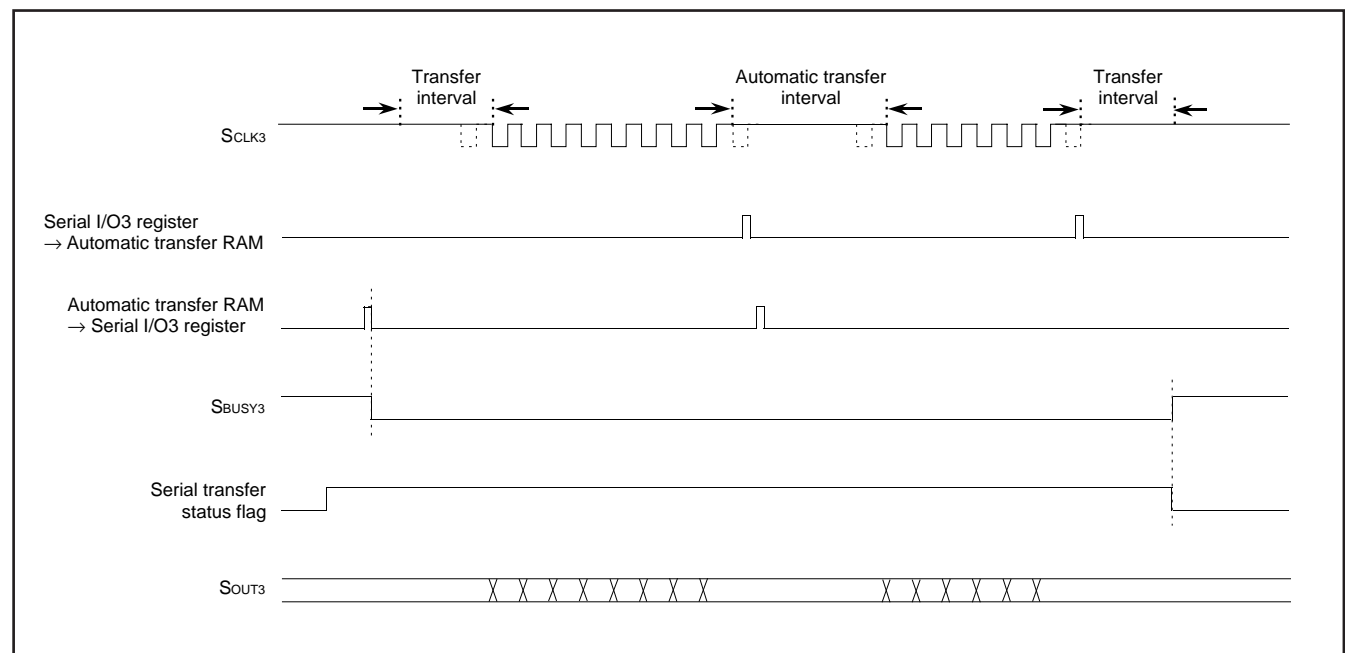 Transfer
interval
Automatic transfer
interval
Transfer
interval
SCLK3
Serial I/O3 register
→ Automatic transfer RAM
Automatic transfer RAM
→ Serial I/O3 register
SBUSY3
Serial transfer
status flag
SOUT3